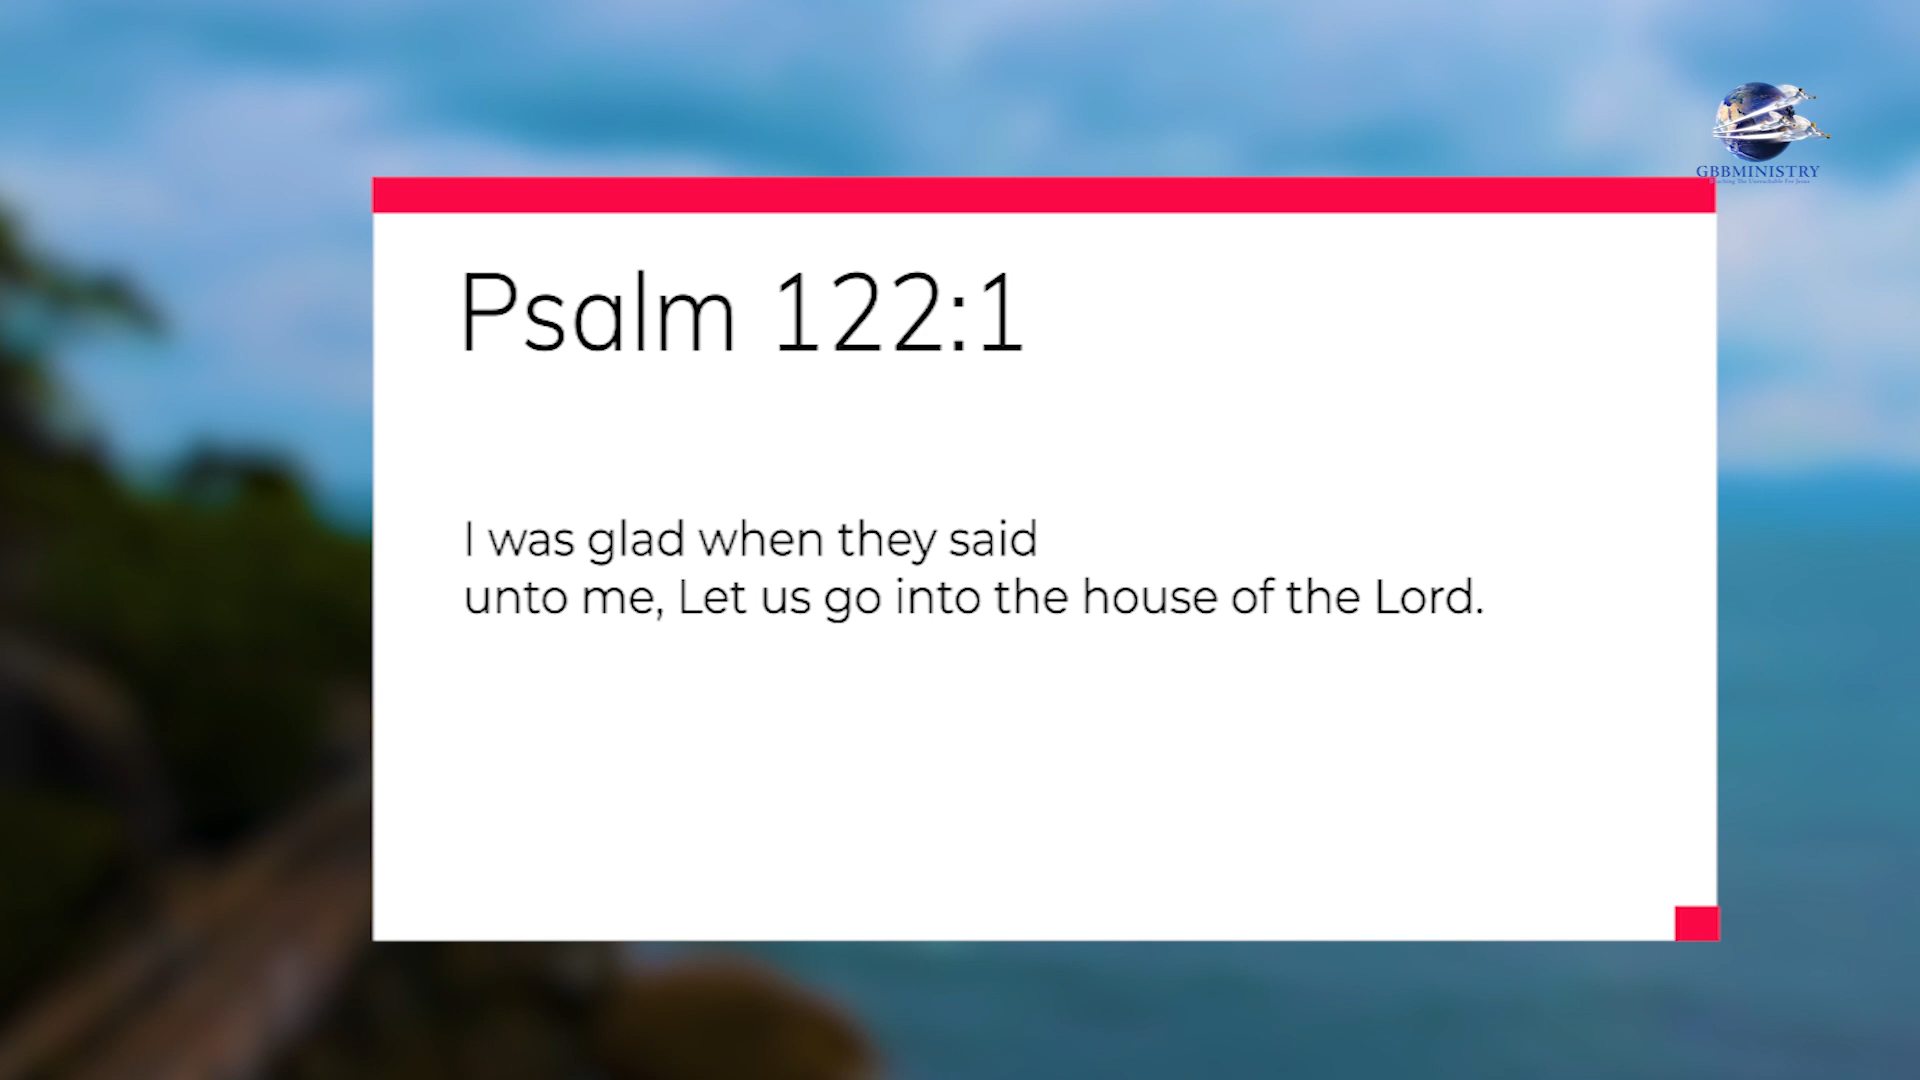 GBBMINISTRY
Psalm 122:1
I was glad when they said
unto me, Let us go into the house of the Lord.